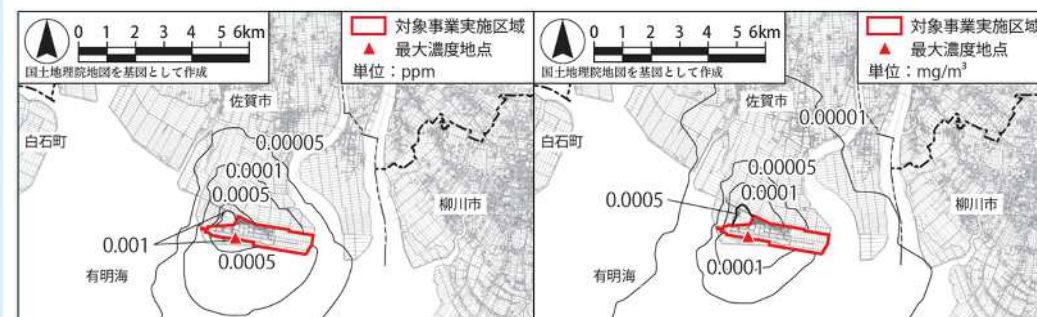 0 1 2 3 4 5 6km
国土地理院地図を基図として作成
対象事業実施区域
最大濃度地点
単位：ppm
佐賀市
白石町
0.00005
0.0001
0.0005
柳川市
0.001
0.0005
有明海
0 1 2 3 4 5 6km
国土地理院地図を基図として作成
対象事業実施区域
最大濃度地点
単位：mg/m³
佐賀市
0.00001
白石町
0.00005
0.0001
0.0005
柳川市
0.0001
有明海